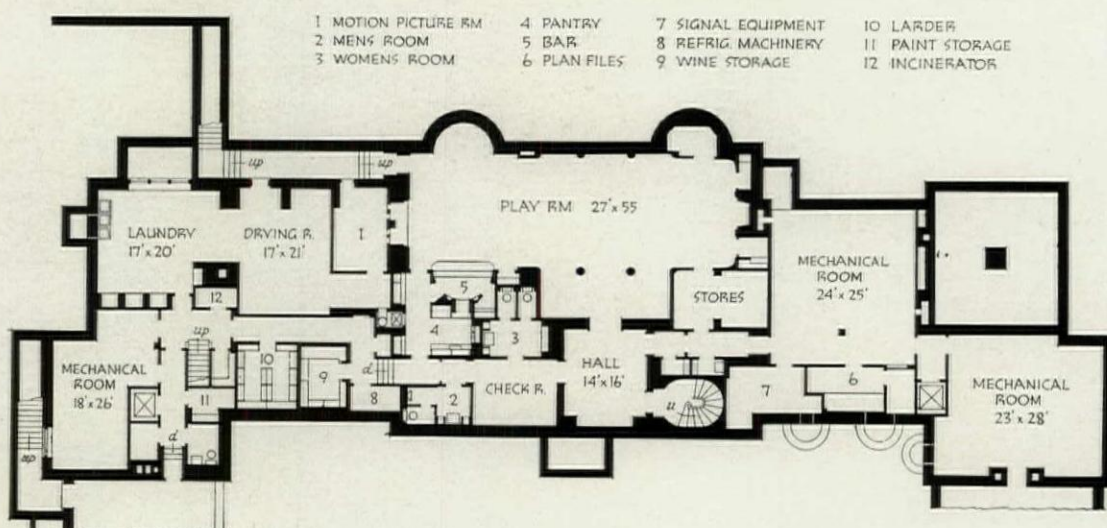 1 MOTION PICTURE RM
2 MENS ROOM
3 WOMENS ROOM
4 PANTRY
5 BAR
6 PLAN FILES
7 SIGNAL EQUIPMENT
8 REFRIG. MACHINERY
9 WINE STORAGE
10 LARDER
11 PAINT STORAGE
12 INCINERATOR
up
up
PLAY RM 27'x 55
LAUNDRY
17'x 20'
DRYING R.
17'x 21'
1
MECHANICAL
ROOM
24'x 25'
12
5
STORES
4
3
up
10
9
d
8
MECHANICAL
ROOM
18'x 26'
11
HALL
14'x 16'
CHECK R.
2
u
7
6
MECHANICAL
ROOM
23'x 28'
d
up